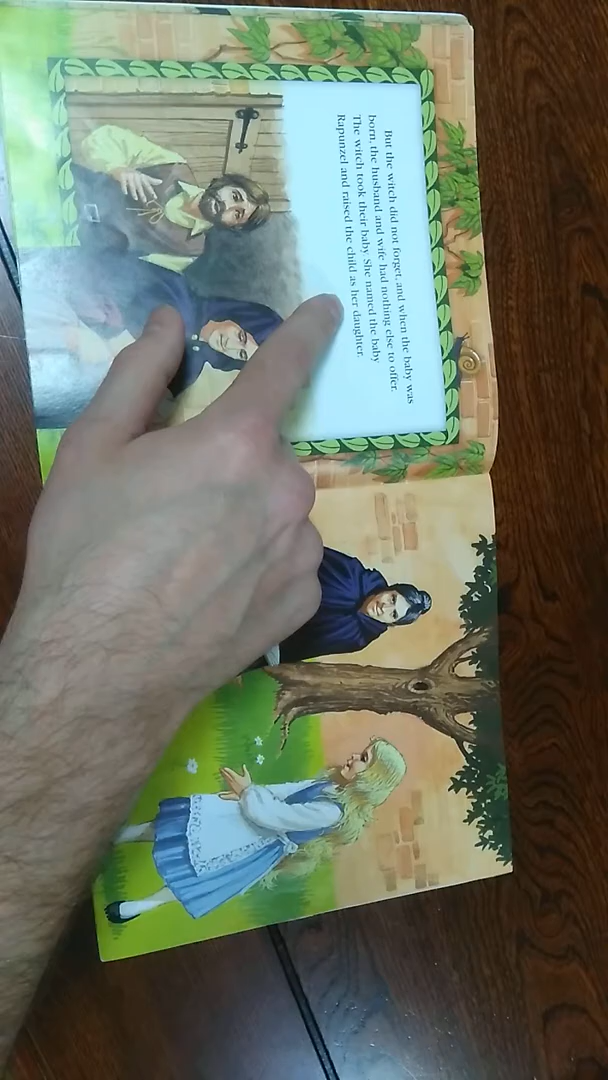 But the witch did not forget, and when the baby was
born, the husband and wife had nothing else to offer.
The witch took their baby. She named the baby
Rapunzel and raised the child as her daughter.